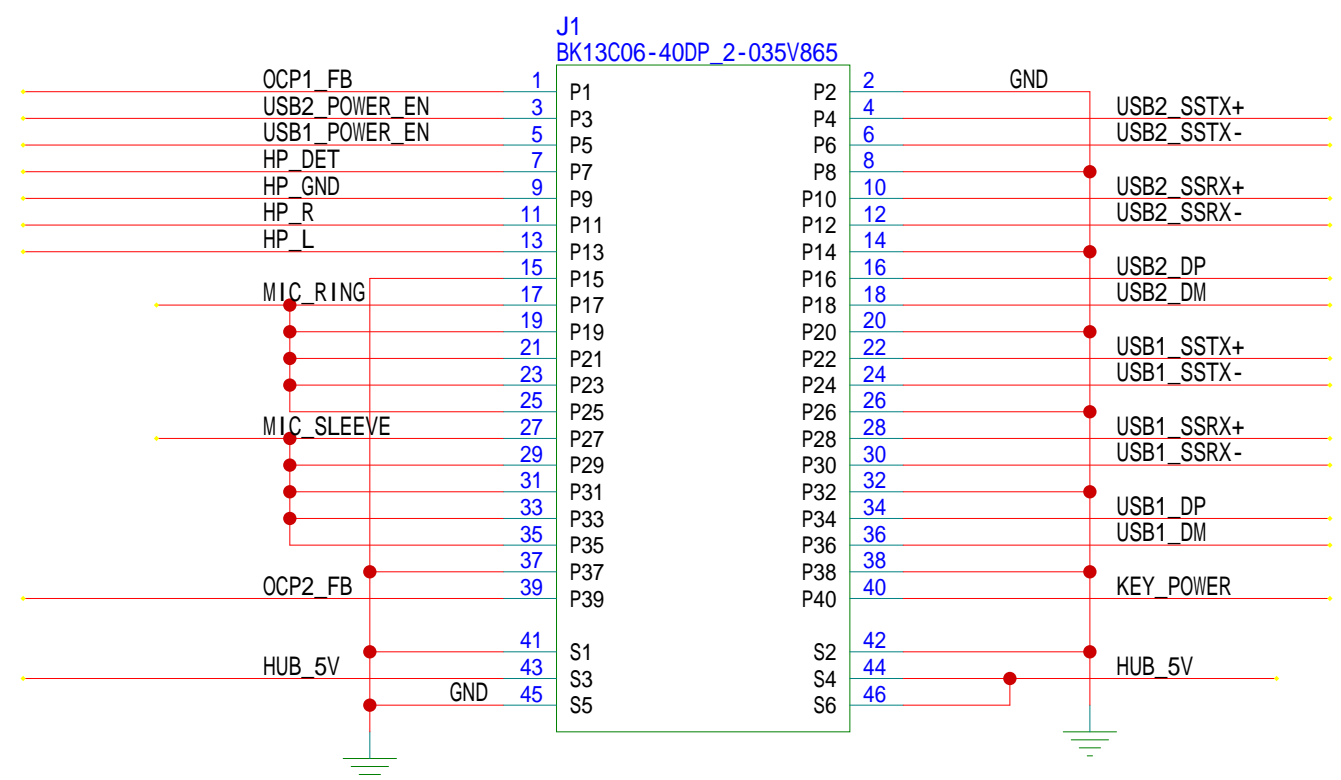 J1
BK13C06-40DP_2-035V865
OCP1_FB 1 P1 P2 2 GND
USB2_POWER_EN 3 P3 P4 4 USB2_SSTX+
USB1_POWER_EN 5 P5 P6 6 USB2_SSTX-
HP_DET 7 P7 P8 8
HP_GND 9 P9 P10 10 USB2_SSRX+
HP_R 11 P11 P12 12 USB2_SSRX-
HP_L 13 P13 P14 14
15 P15 P16 16 USB2_DP
MIC_RING 17 P17 P18 18 USB2_DM
19 P19 P20 20
21 P21 P22 22 USB1_SSTX+
23 P23 P24 24 USB1_SSTX-
25 P25 P26 26
MIC_SLEEVE 27 P27 P28 28 USB1_SSRX+
29 P29 P30 30 USB1_SSRX-
31 P31 P32 32
33 P33 P34 34 USB1_DP
35 P35 P36 36 USB1_DM
37 P37 P38 38
OCP2_FB 39 P39 P40 40 KEY_POWER
41 S1 S2 42
HUB_5V 43 S3 S4 44 HUB_5V
GND 45 S5 S6 46